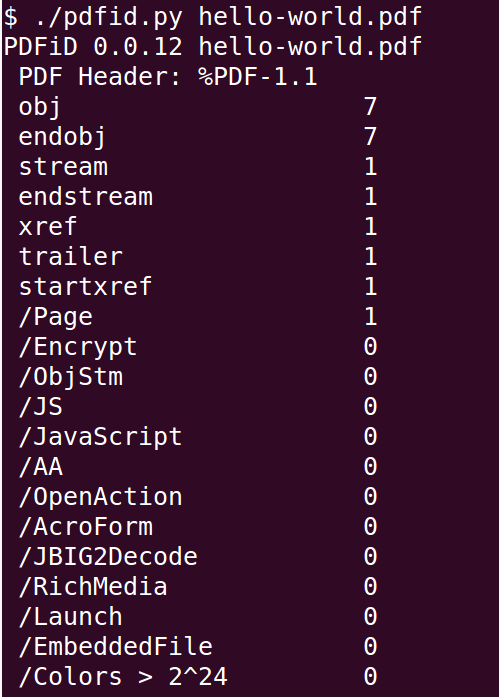 $ ./pdfid.py hello-world.pdf
PDFiD 0.0.12 hello-world.pdf
 PDF Header: %PDF-1.1
 obj                    7
 endobj                 7
 stream                 1
 endstream              1
 xref                   1
 trailer                1
 startxref              1
 /Page                  1
 /Encrypt               0
 /ObjStm                0
 /JS                    0
 /JavaScript            0
 /AA                    0
 /OpenAction            0
 /AcroForm              0
 /JBIG2Decode           0
 /RichMedia             0
 /Launch                0
 /EmbeddedFile          0
 /Colors > 2^24         0